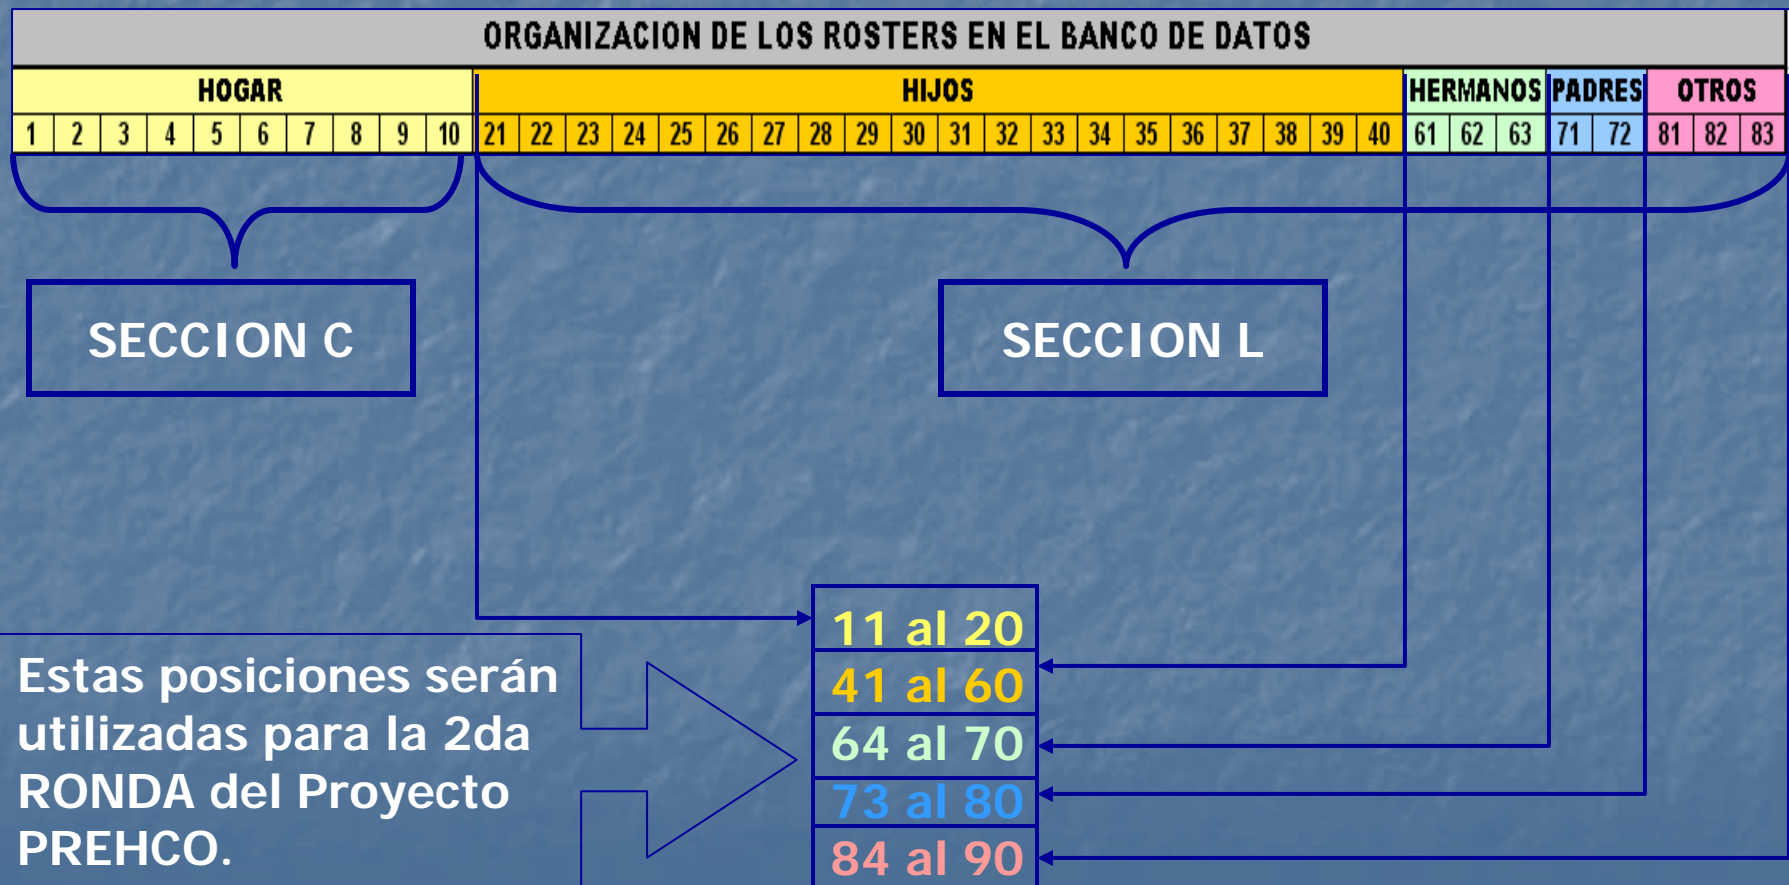 ORGANIZACION DE LOS ROSTERS EN EL BANCO DE DATOS
HOGAR HIJOS HERMANOS PADRES OTROS
1 2 3 4 5 6 7 8 9 10 21 22 23 24 25 26 27 28 29 30 31 32 33 34 35 36 37 38 39 40 61 62 63 71 72 81 82 83
SECCION C SECCION L
11 al 20
41 al 60
64 al 70
73 al 80
84 al 90
Estas posiciones serán
utilizadas para la 2da
RONDA del Proyecto
PREHCO.